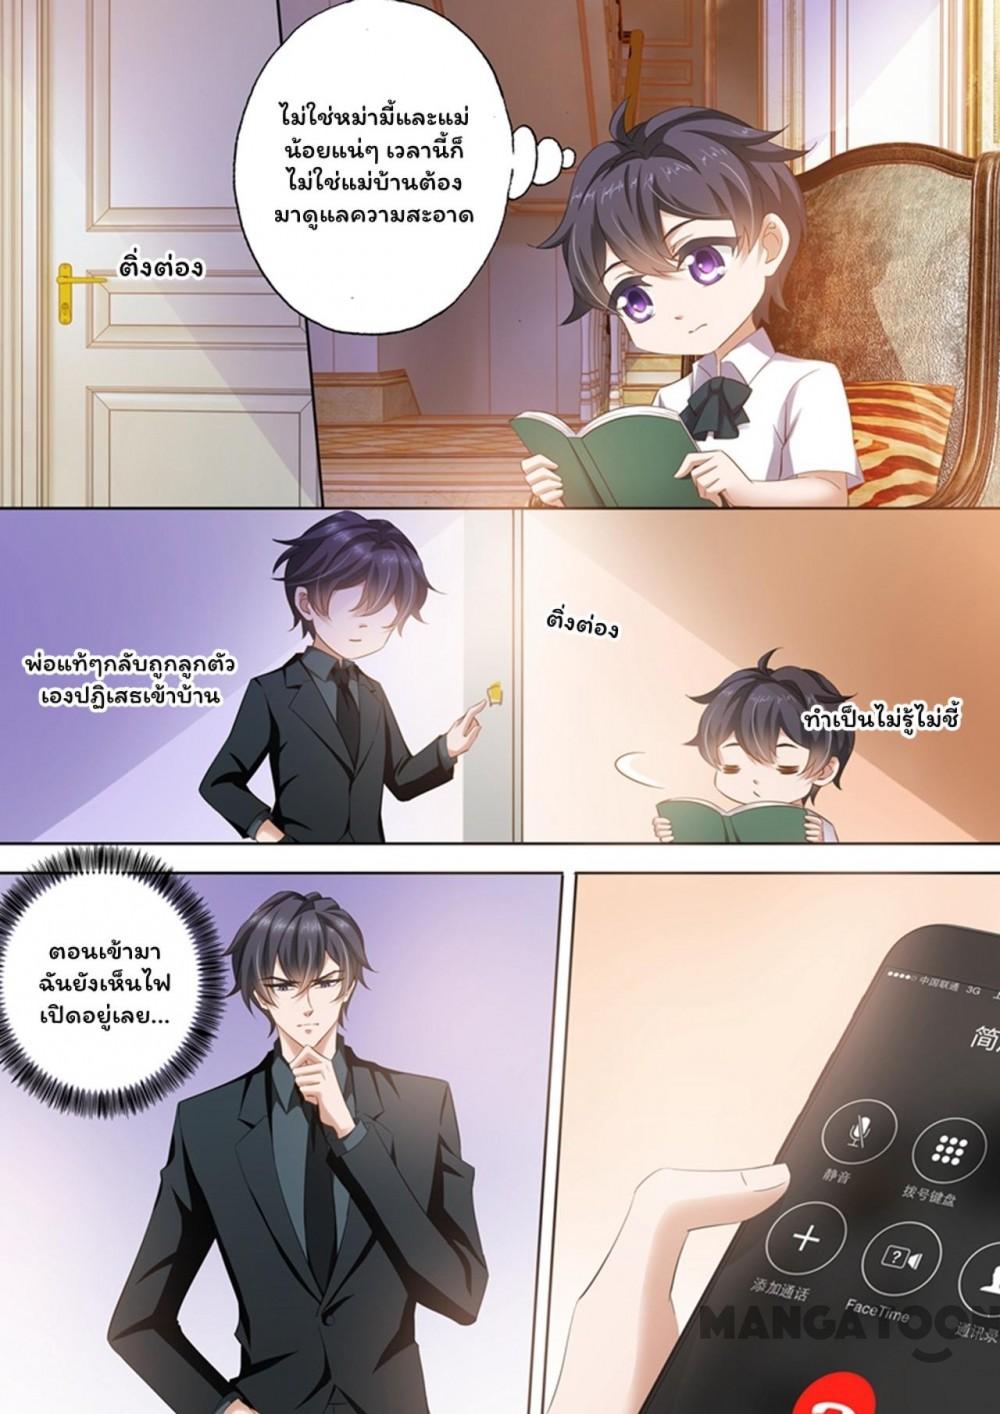 ไม่ใช่หม่ามี้และแม่
น้อยแน่ๆ เวลานี้ก็
ไม่ใช่แม่บ้านต้อง
มาดูแลความสะอาด
ติ่งต่อง
ติ่งต่อง
พ่อแท้ๆกลับถูกลูกตัว
เองปฏิเสธเข้าบ้าน
ทำเป็นไม่รู้ไม่ชี้
ตอนเข้ามา
ฉันยังเห็นไฟ
เปิดอยู่เลย...
中国联通 3G
简
静音
拨号键盘
添加通话
FaceTime
通讯录
MANGATOON